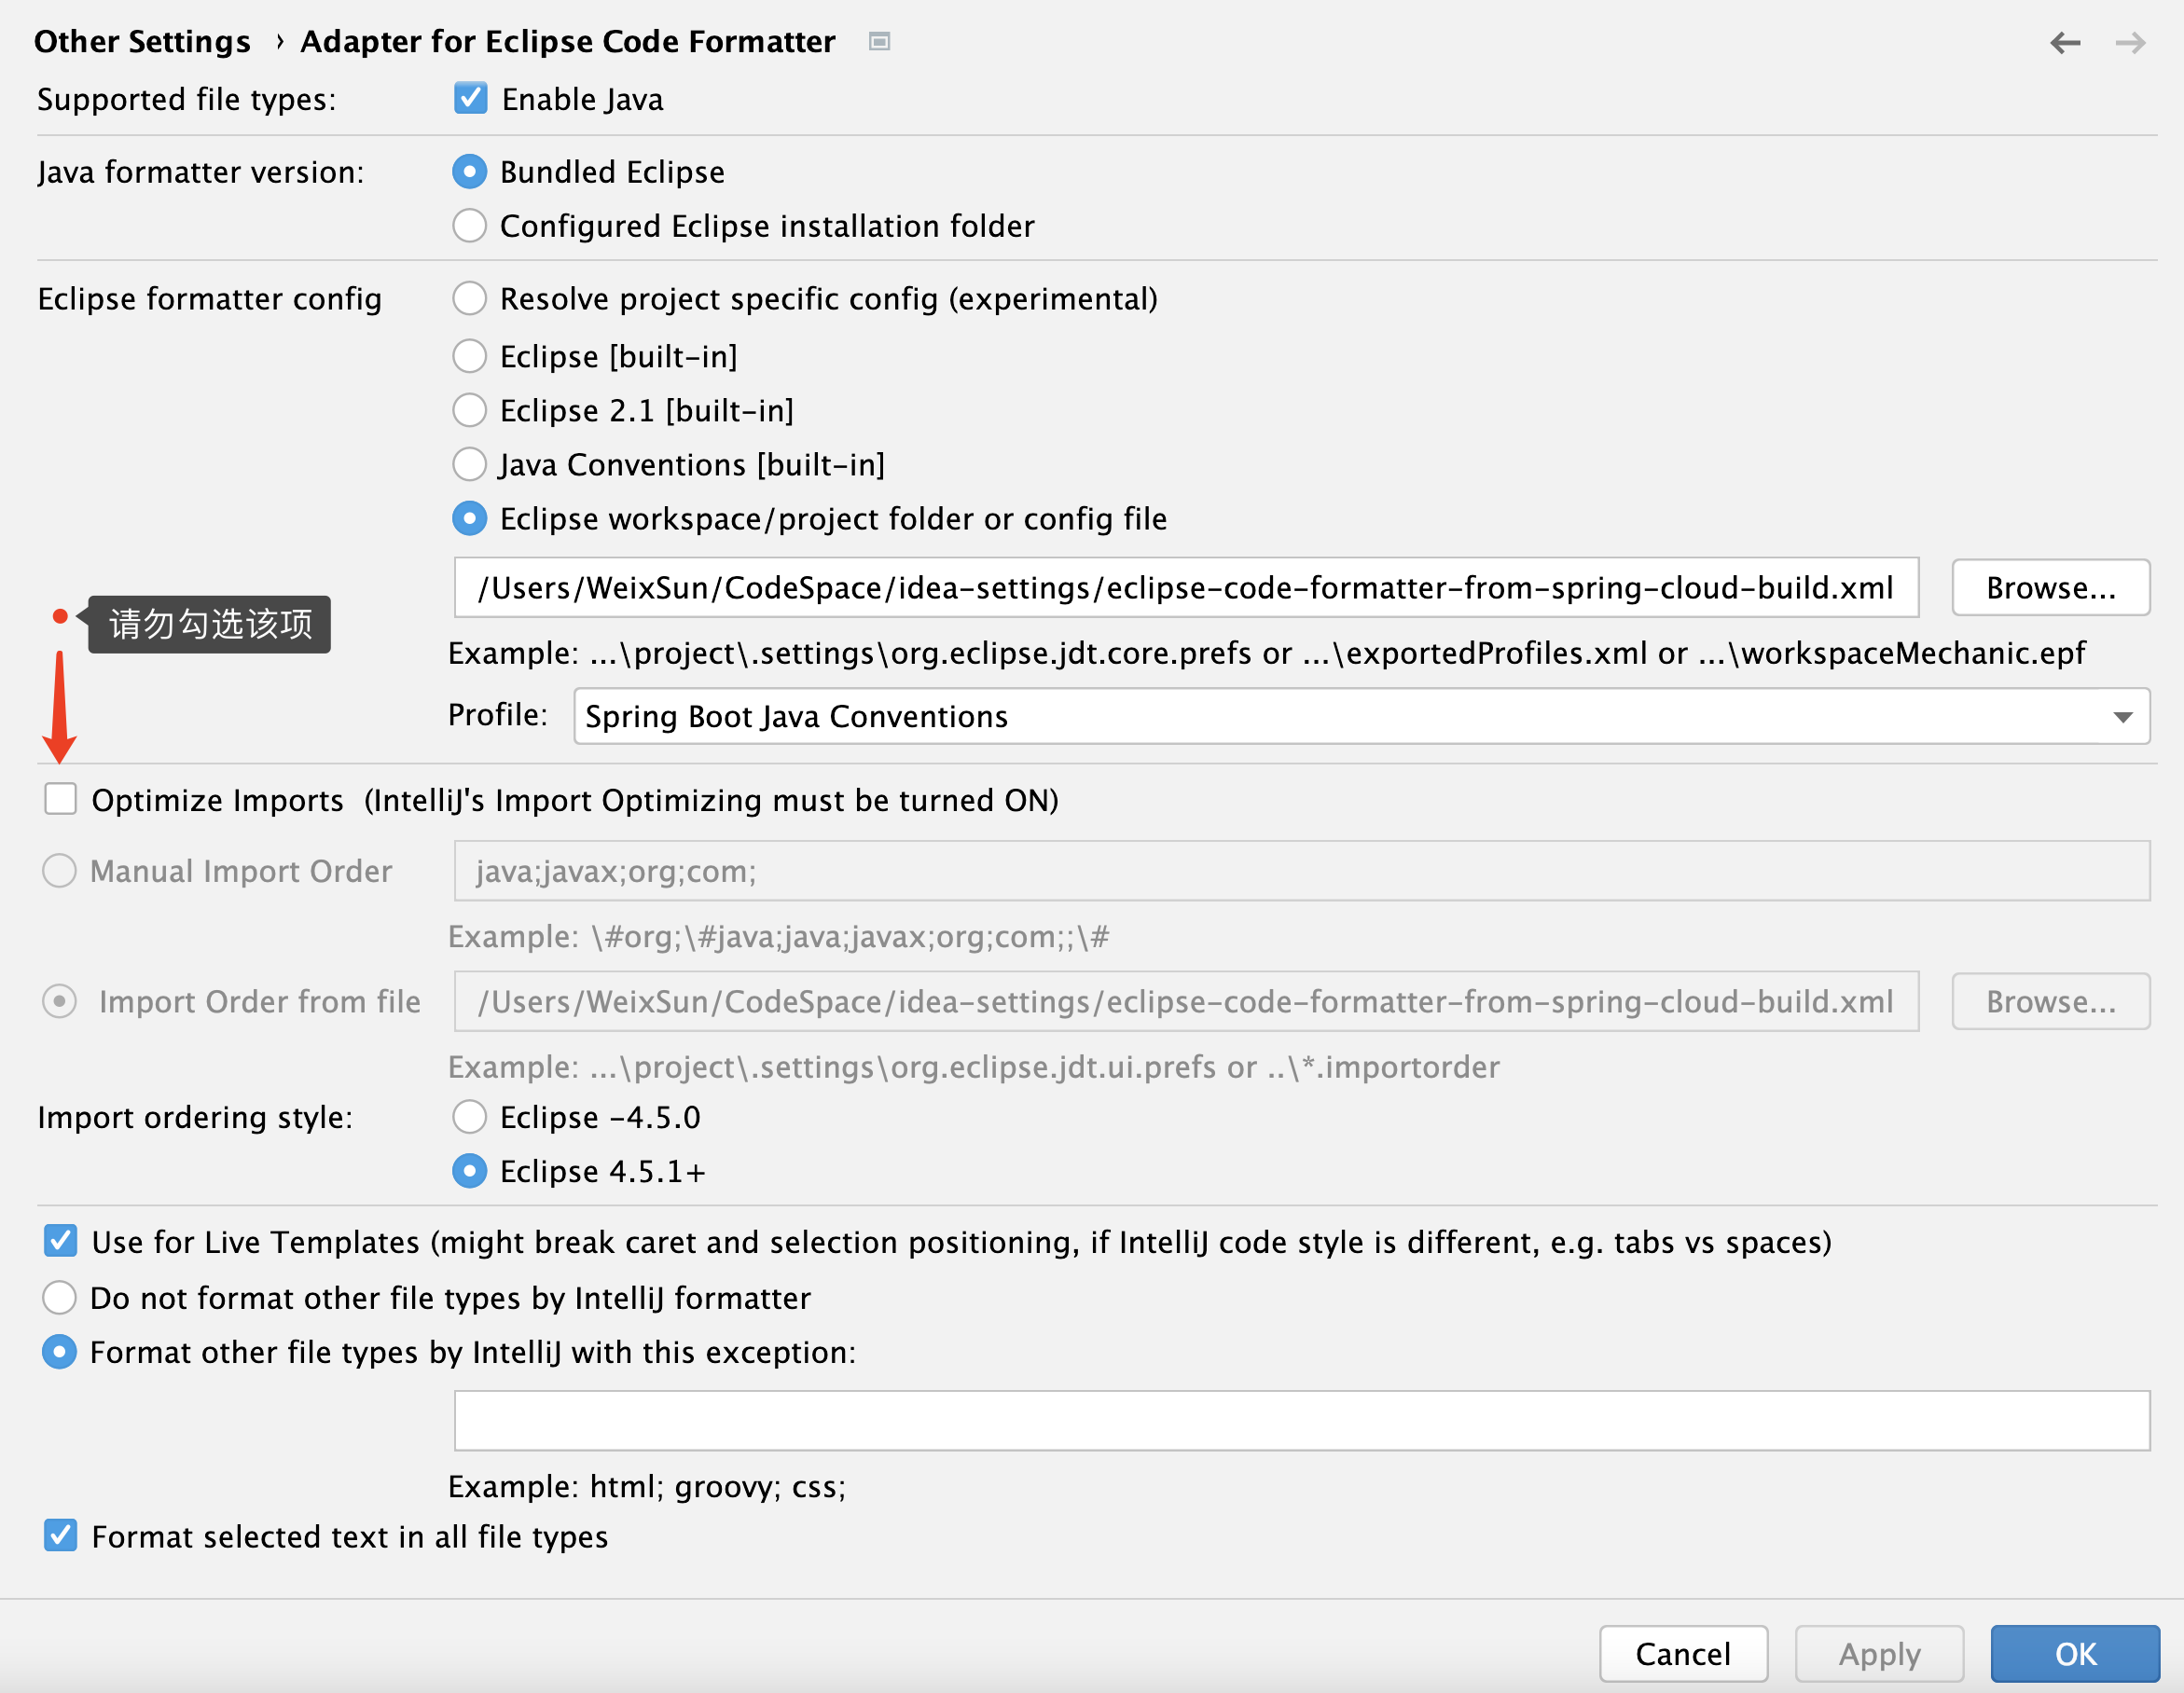 Other Settings › Adapter for Eclipse Code Formatter
Supported file types: Enable Java
Java formatter version: Bundled Eclipse
Configured Eclipse installation folder
Eclipse formatter config Resolve project specific config (experimental)
Eclipse [built-in]
Eclipse 2.1 [built-in]
Java Conventions [built-in]
Eclipse workspace/project folder or config file
/Users/WeixSun/CodeSpace/idea-settings/eclipse-code-formatter-from-spring-cloud-build.xml Browse...
请勿勾选该项
Example: ...\project\.settings\org.eclipse.jdt.core.prefs or ...\exportedProfiles.xml or ...\workspaceMechanic.epf
Profile: Spring Boot Java Conventions
Optimize Imports (IntelliJ's Import Optimizing must be turned ON)
Manual Import Order java;javax;org;com;
Example: \#org;\#java;java;javax;org;com;;\#
Import Order from file /Users/WeixSun/CodeSpace/idea-settings/eclipse-code-formatter-from-spring-cloud-build.xml Browse...
Example: ...\project\.settings\org.eclipse.jdt.ui.prefs or ..\*.importorder
Import ordering style: Eclipse -4.5.0
Eclipse 4.5.1+
Use for Live Templates (might break caret and selection positioning, if IntelliJ code style is different, e.g. tabs vs spaces)
Do not format other file types by IntelliJ formatter
Format other file types by IntelliJ with this exception:
Example: html; groovy; css;
Format selected text in all file types
Cancel Apply OK